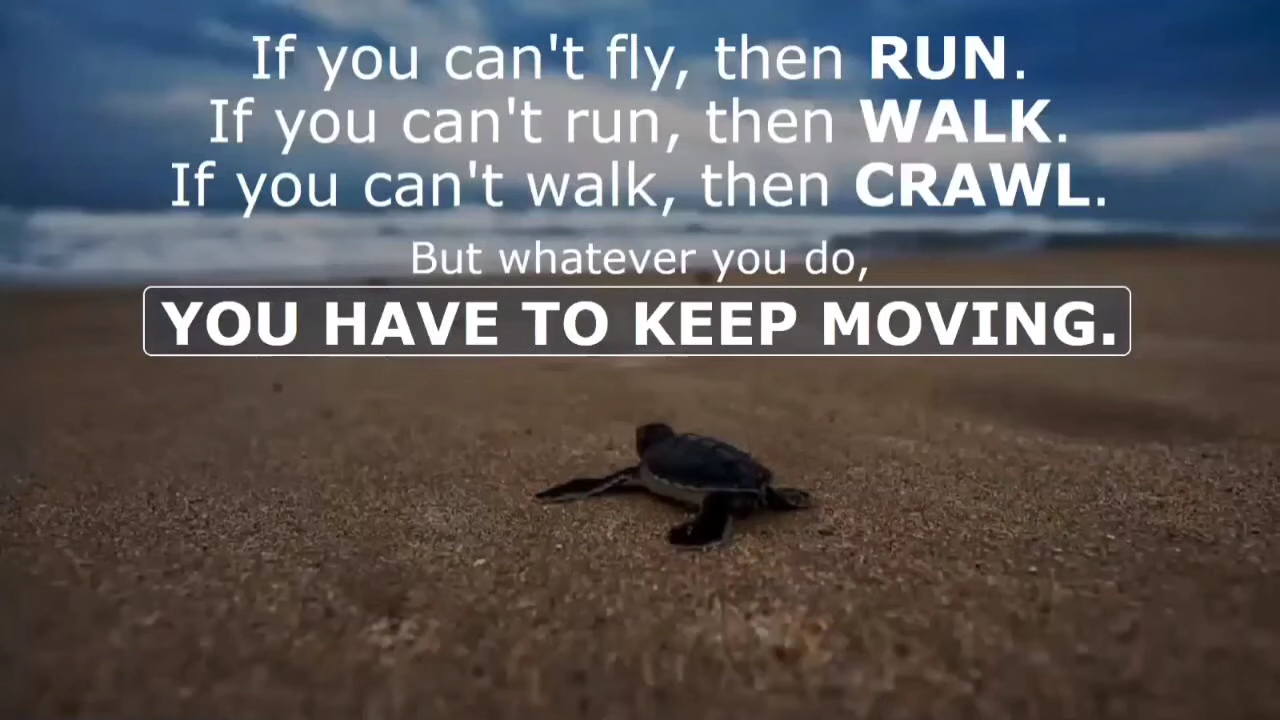 If you can't fly, then RUN.
If you can't run, then WALK.
If you can't walk, then CRAWL.
But whatever you do,
YOU HAVE TO KEEP MOVING.